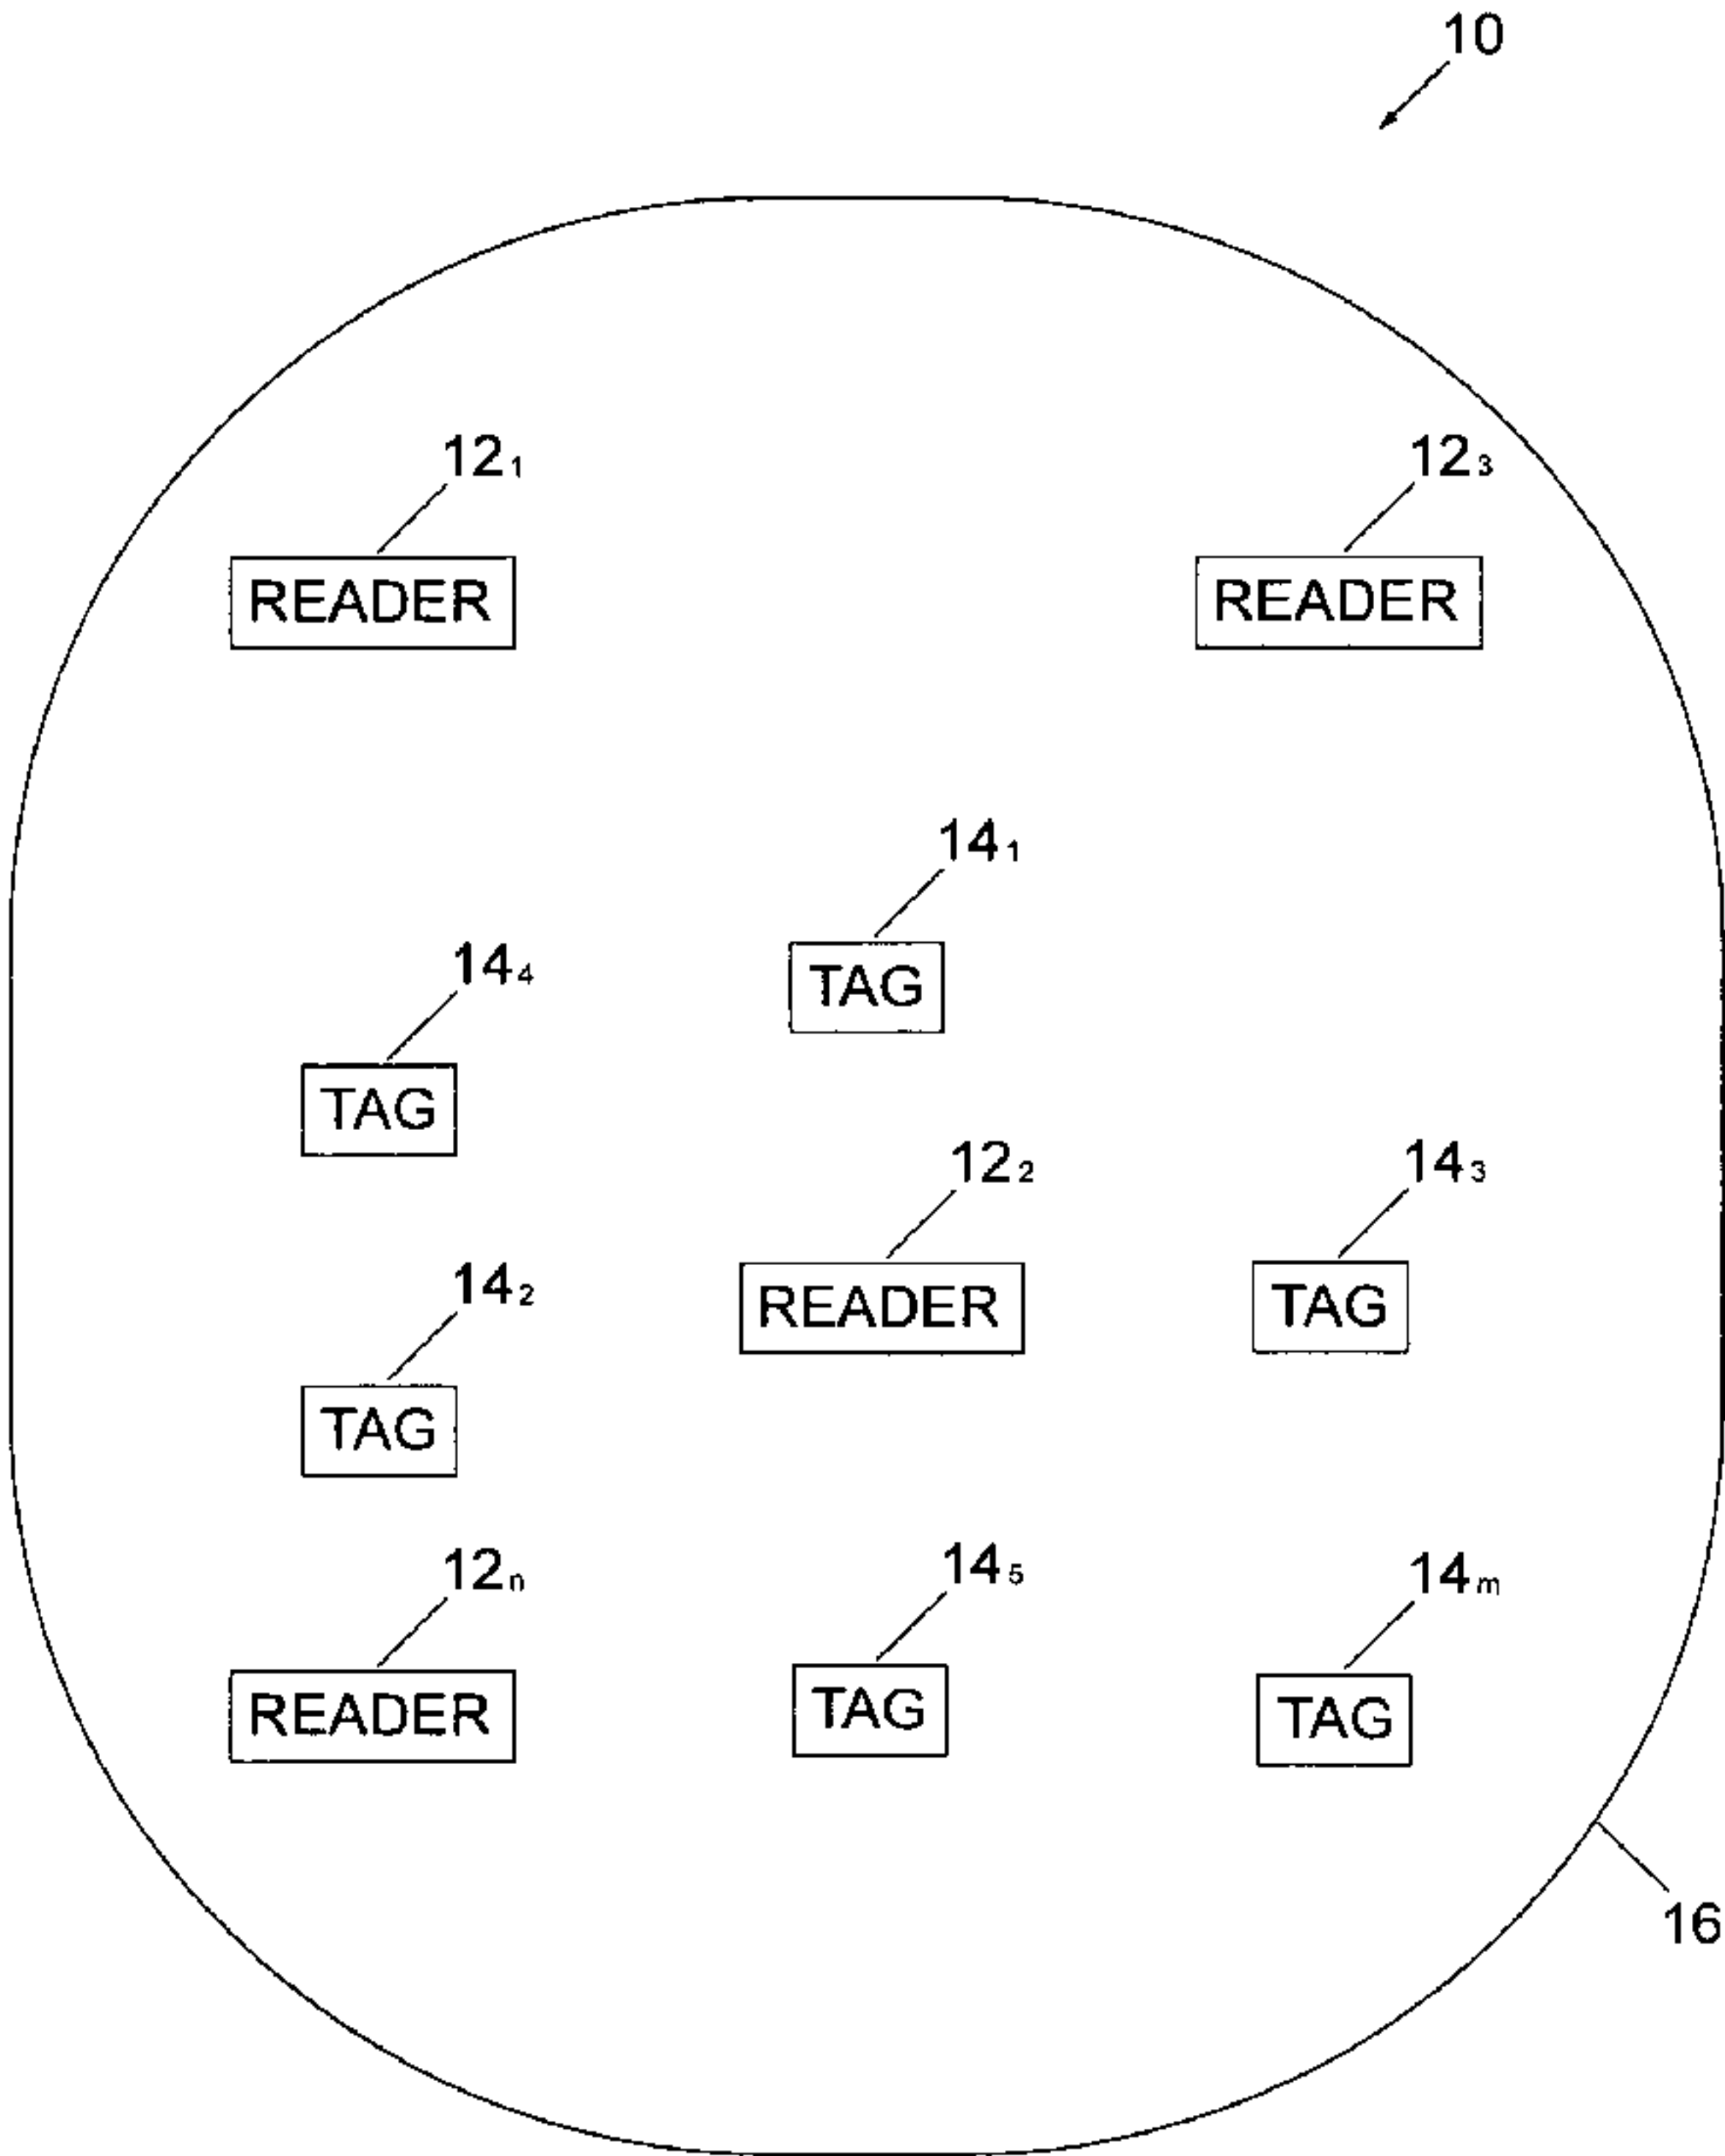 10
12₁ 12₃
READER READER
14₁
14₄
TAG
TAG
12₂ 14₃
14₂
READER TAG
TAG
12ₙ 14₅ 14ₘ
READER TAG TAG
16